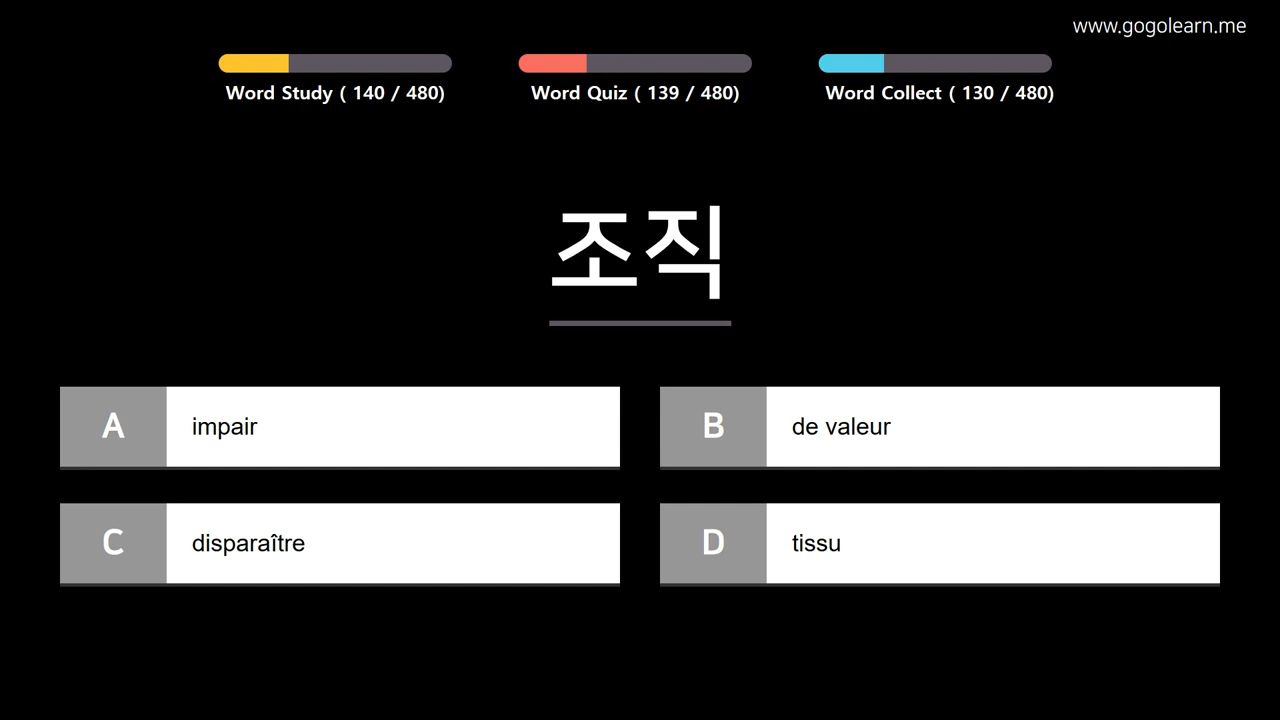 www.gogolearn.me
Word Study ( 140 / 480)
Word Quiz ( 139 / 480)
Word Collect ( 130 / 480)
조직
A impair
B de valeur
C disparaître
D tissu